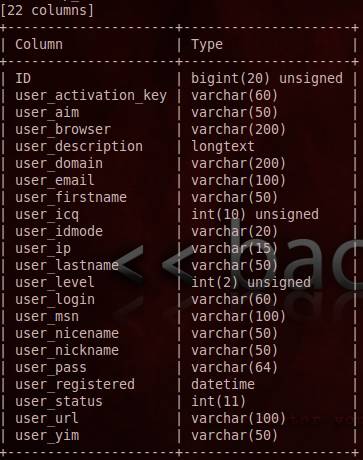 [22 columns]
+---------------------+---------------------+
| Column | Type |
+---------------------+---------------------+
| ID | bigint(20) unsigned |
| user_activation_key | varchar(60) |
| user_aim | varchar(50) |
| user_browser | varchar(200) |
| user_description | longtext |
| user_domain | varchar(200) |
| user_email | varchar(100) |
| user_firstname | varchar(50) |
| user_icq | int(10) unsigned |
| user_idmode | varchar(20) |
| user_ip | varchar(15) |
| user_lastname | varchar(50) |
| user_level | int(2) unsigned |
| user_login | varchar(60) |
| user_msn | varchar(100) |
| user_nicename | varchar(50) |
| user_nickname | varchar(50) |
| user_pass | varchar(64) |
| user_registered | datetime |
| user_status | int(11) |
| user_url | varchar(100) |
| user_yim | varchar(50) |
+---------------------+---------------------+
<< bac